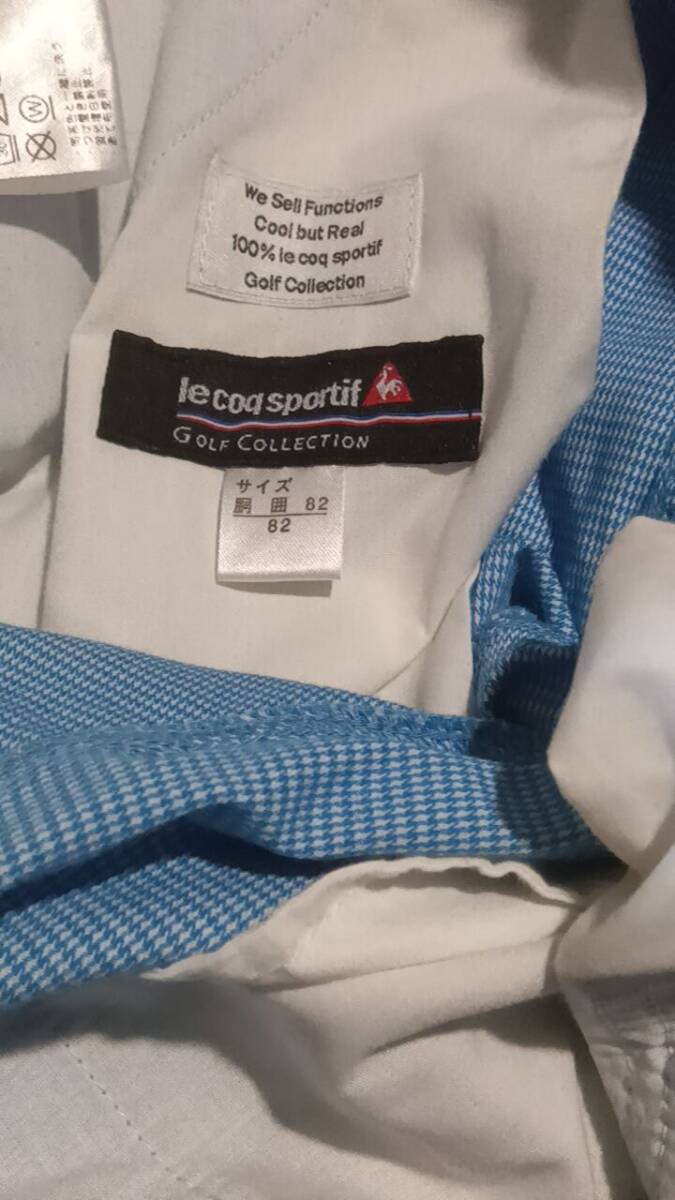 We Sell Functions
Cool but Real
100% le coq sportif
Golf Collection
le coq sportif
GOLF COLLECTION
サイズ
胴囲 82
82
W